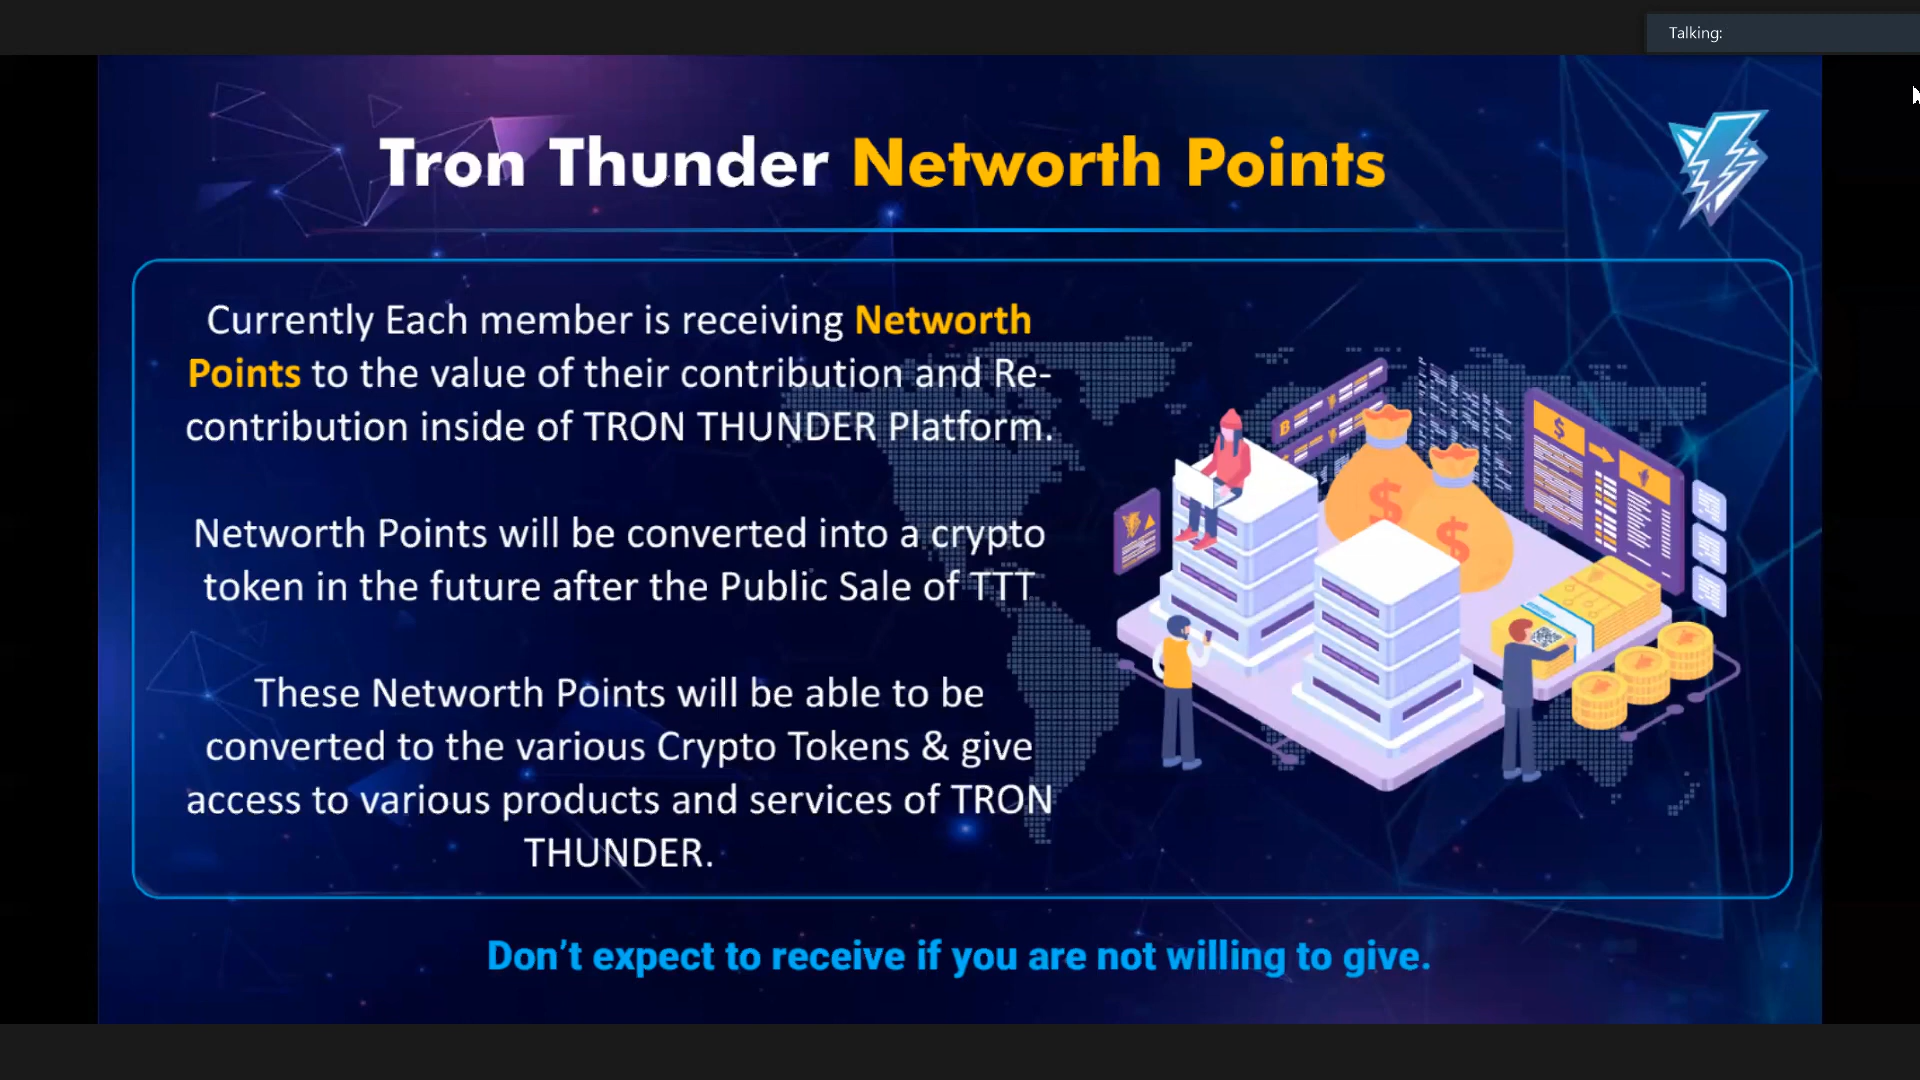 Talking:
Tron Thunder Networth Points
Currently Each member is receiving Networth
Points to the value of their contribution and Re-
contribution inside of TRON THUNDER Platform.
Networth Points will be converted into a crypto
token in the future after the Public Sale of TTT
These Networth Points will be able to be
converted to the various Crypto Tokens & give
access to various products and services of TRON
THUNDER.
Don’t expect to receive if you are not willing to give.